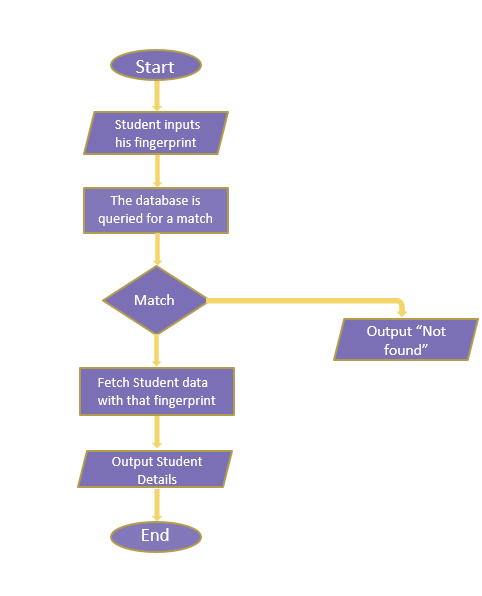 Start
Student inputs
his fingerprint
The database is
queried for a match
Match
Output “Not
found”
Fetch Student data
with that fingerprint
Output Student
Details
End